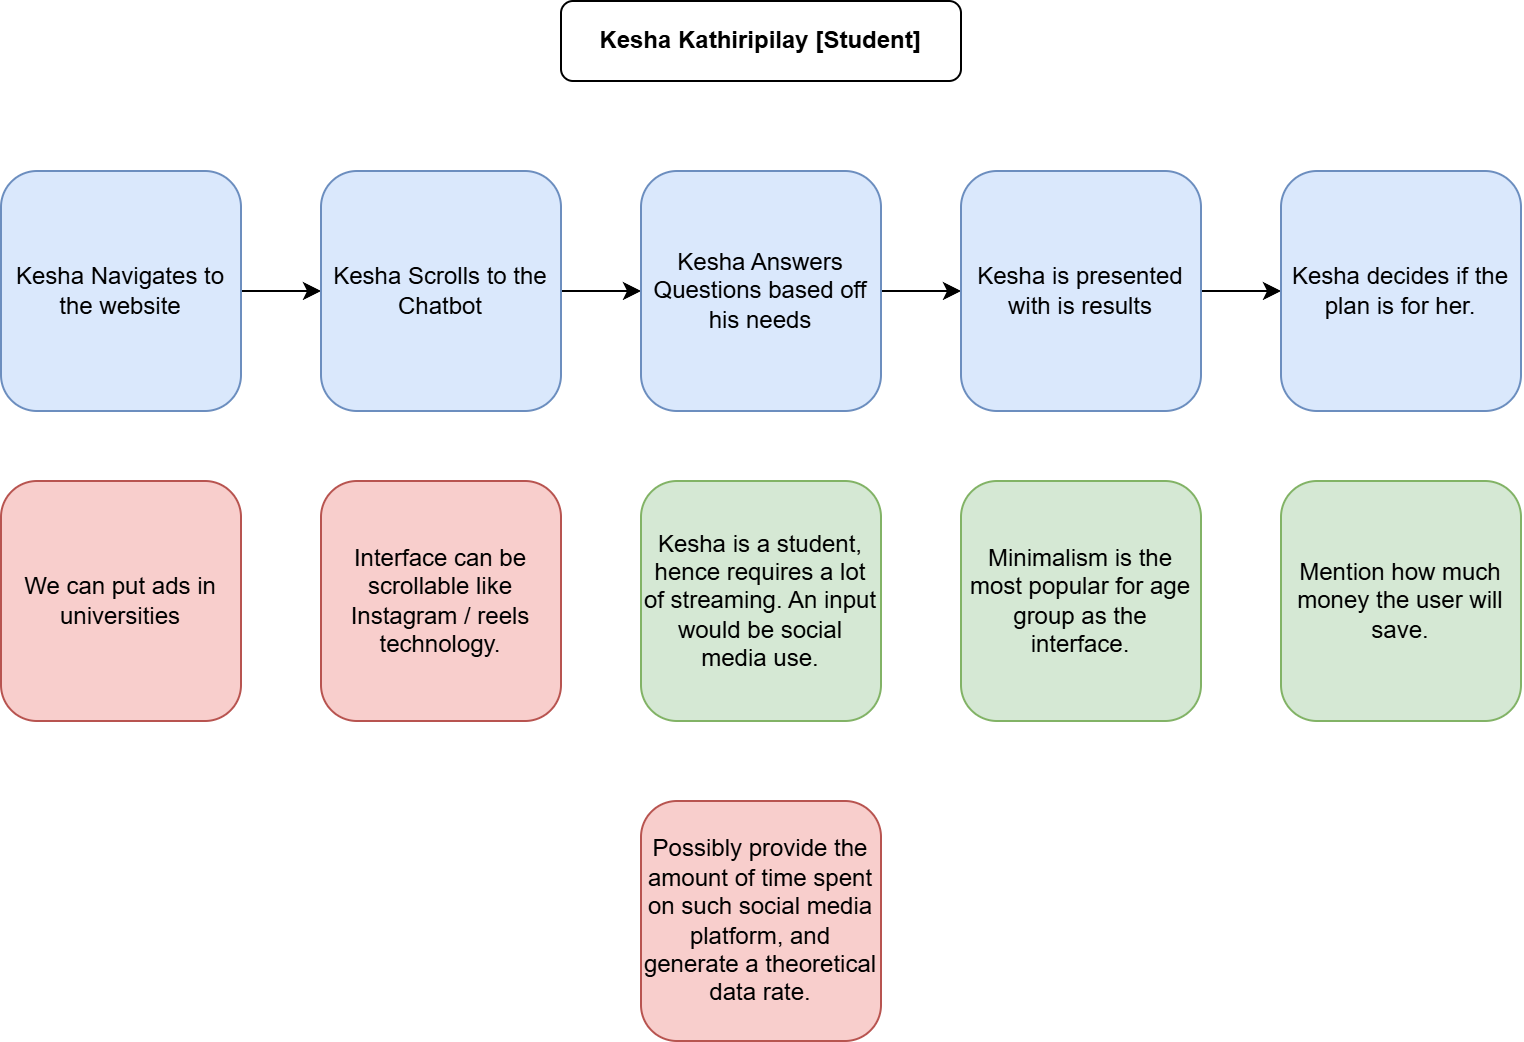 Kesha Kathiripilay [Student]
Kesha Navigates to
the website
Kesha Scrolls to the
Chatbot
Kesha Answers
Questions based off
his needs
Kesha is presented
with is results
Kesha decides if the
plan is for her.
We can put ads in
universities
Interface can be
scrollable like
Instagram / reels
technology.
Kesha is a student,
hence requires a lot
of streaming. An input
would be social
media use.
Minimalism is the
most popular for age
group as the
interface.
Mention how much
money the user will
save.
Possibly provide the
amount of time spent
on such social media
platform, and
generate a theoretical
data rate.